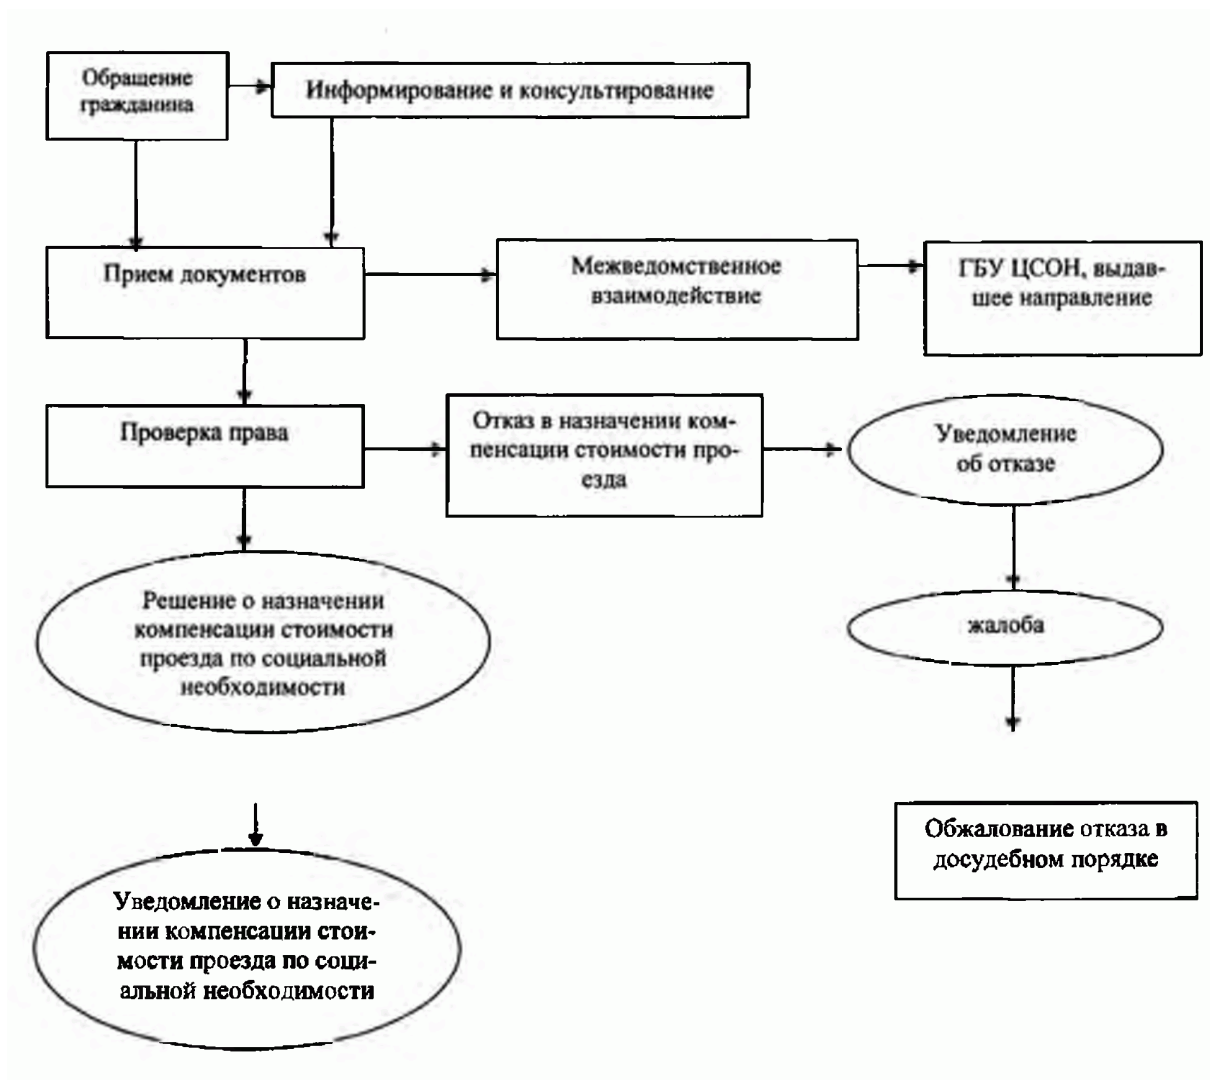 Обращение
гражданина
Информирование и консультирование
Прием документов
Межведомственное
взаимодействие
ГБУ ЦСОН, выдав-
шее направление
Проверка права
Отказ в назначении ком-
пенсации стоимости про-
езда
Уведомление
об отказе
Решение о назначении
компенсации стоимости
проезда по социальной
необходимости
жалоба
Обжалование отказа в
досудебном порядке
Уведомление о назначе-
нии компенсации стои-
мости проезда по соци-
альной необходимости